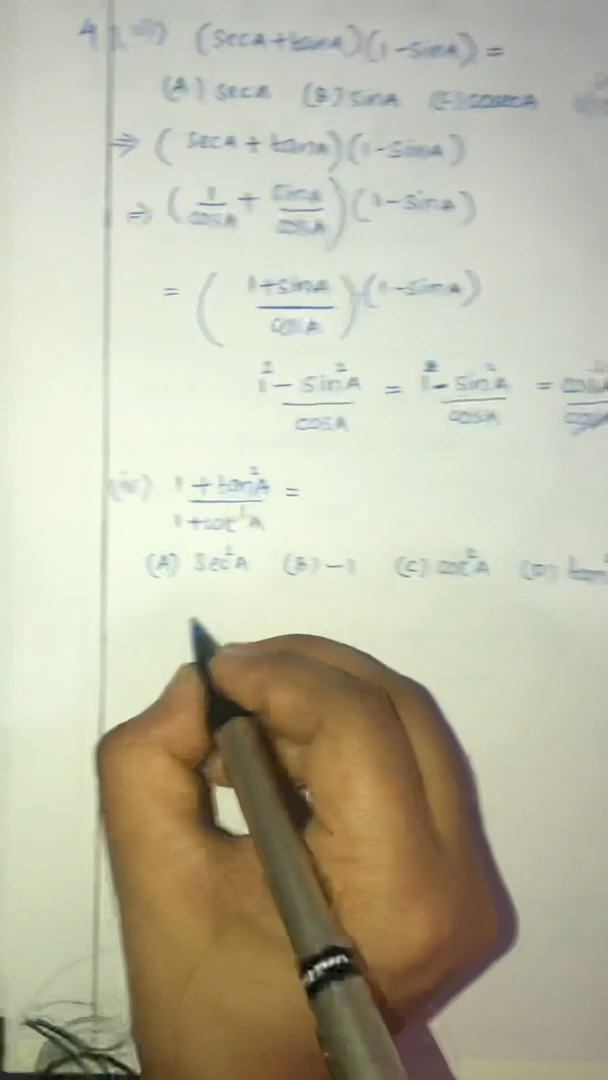 4 (iii) (secA+tanA)(1-sinA) =
(A) secA (B) sinA (C) cosecA
⇒ (secA + tanA)(1-sinA)
⇒ (1/cosA + sinA/cosA)(1-sinA)
= (1+sinA/cosA)(1-sinA)
1²-sin²A/cosA = 1²-sin²A/cosA =
(iv) 1+tan²A/1+cot²A =
(A) sec²A (B) -1 (C) cot²A (D) tan²